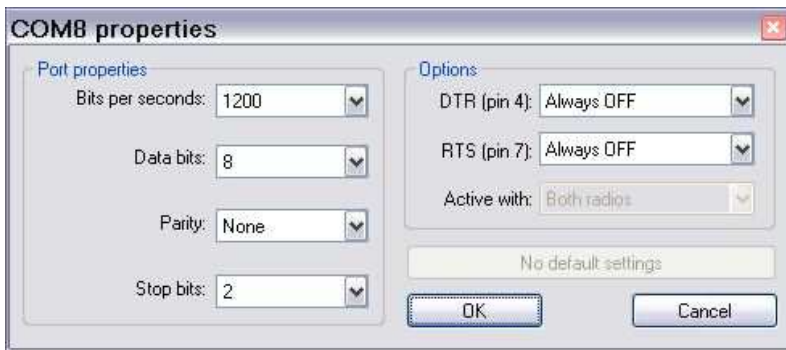 COM8 properties
Port properties
Bits per seconds: 1200
Data bits: 8
Parity: None
Stop bits: 2
Options
DTR (pin 4): Always OFF
RTS (pin 7): Always OFF
Active with: Both radios
No default settings
OK Cancel